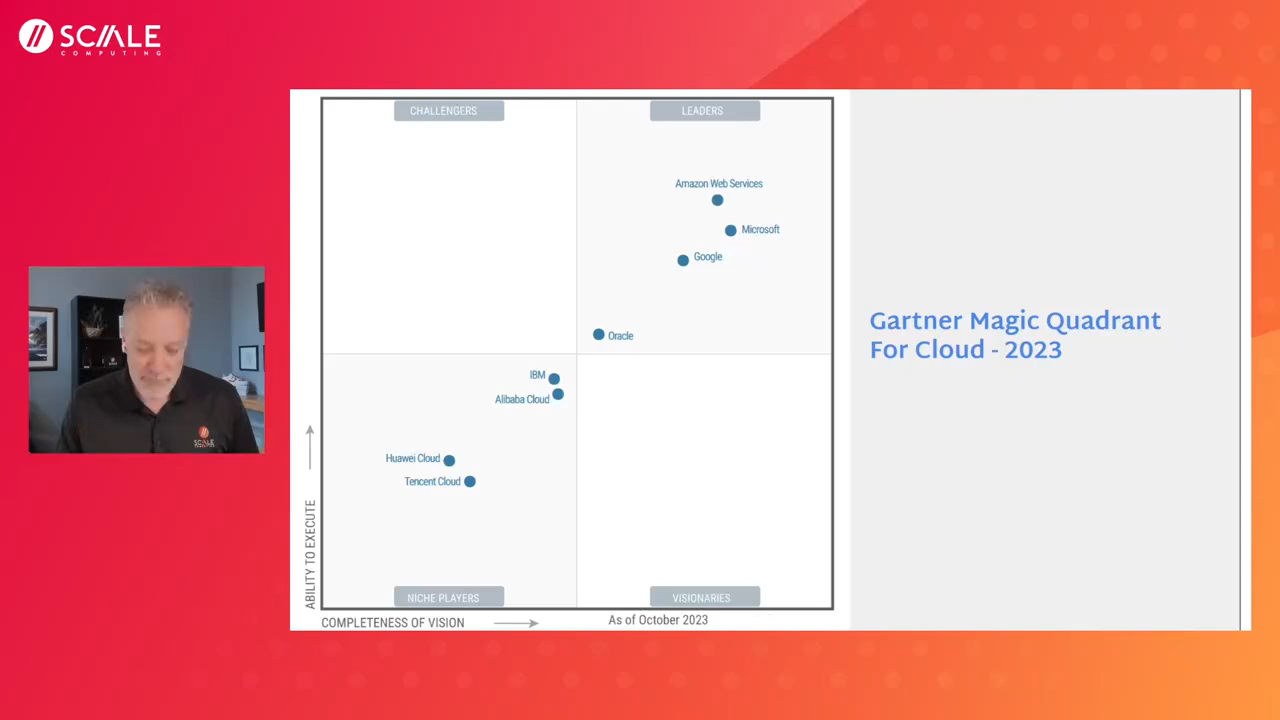 SCALE
COMPUTING
CHALLENGERS
LEADERS
Amazon Web Services
Microsoft
Google
Oracle
IBM
Alibaba Cloud
Huawei Cloud
Tencent Cloud
NICHE PLAYERS
VISIONARIES
ABILITY TO EXECUTE
COMPLETENESS OF VISION
As of October 2023
Gartner Magic Quadrant
For Cloud - 2023
SCALE